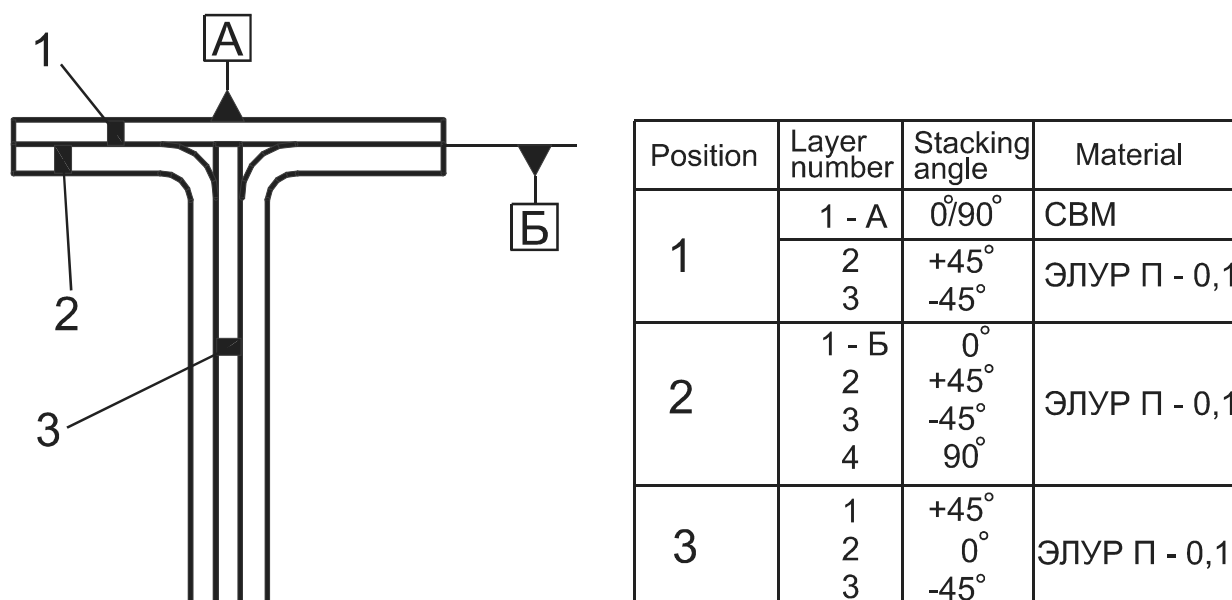 A
1
2
3
Б
Position
Layer number
Stacking angle
Material
1
1 - A
0°/90°
СВМ
2
+45°
3
-45°
ЭЛУР П - 0,1
2
1 - Б
0°
2
+45°
3
-45°
4
90°
ЭЛУР П - 0,1
3
1
+45°
2
0°
3
-45°
ЭЛУР П - 0,1